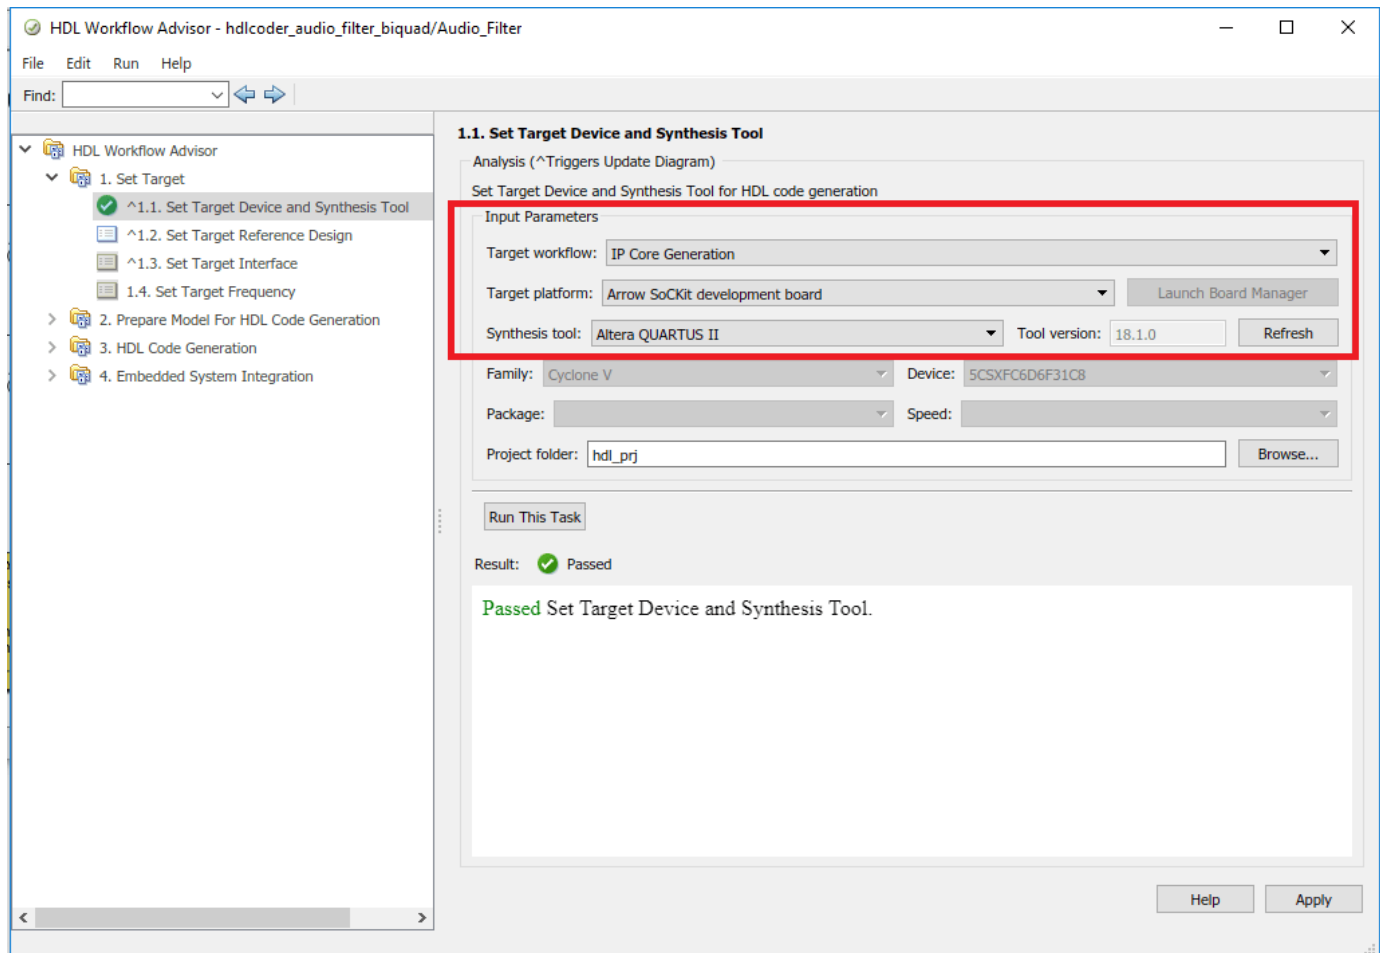 HDL Workflow Advisor - hdlcoder_audio_filter_biquad/Audio_Filter
File Edit Run Help
Find:
HDL Workflow Advisor
1. Set Target
^1.1. Set Target Device and Synthesis Tool
^1.2. Set Target Reference Design
^1.3. Set Target Interface
1.4. Set Target Frequency
2. Prepare Model For HDL Code Generation
3. HDL Code Generation
4. Embedded System Integration
1.1. Set Target Device and Synthesis Tool
Analysis (^Triggers Update Diagram)
Set Target Device and Synthesis Tool for HDL code generation
Input Parameters
Target workflow: IP Core Generation
Target platform: Arrow SoCKit development board Launch Board Manager
Synthesis tool: Altera QUARTUS II Tool version: 18.1.0 Refresh
Family: Cyclone V Device: 5CSXFC6D6F31C8
Package: Speed:
Project folder: hdl_prj Browse...
Run This Task
Result: Passed
Passed Set Target Device and Synthesis Tool.
Help Apply